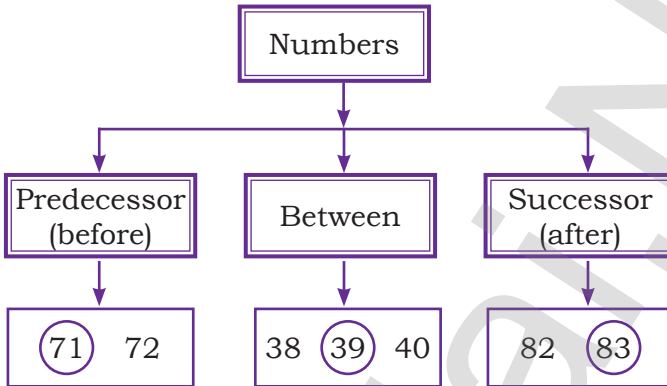 Numbers
Predecessor
(before)
Between
Successor
(after)
71 72
38 39 40
82 83